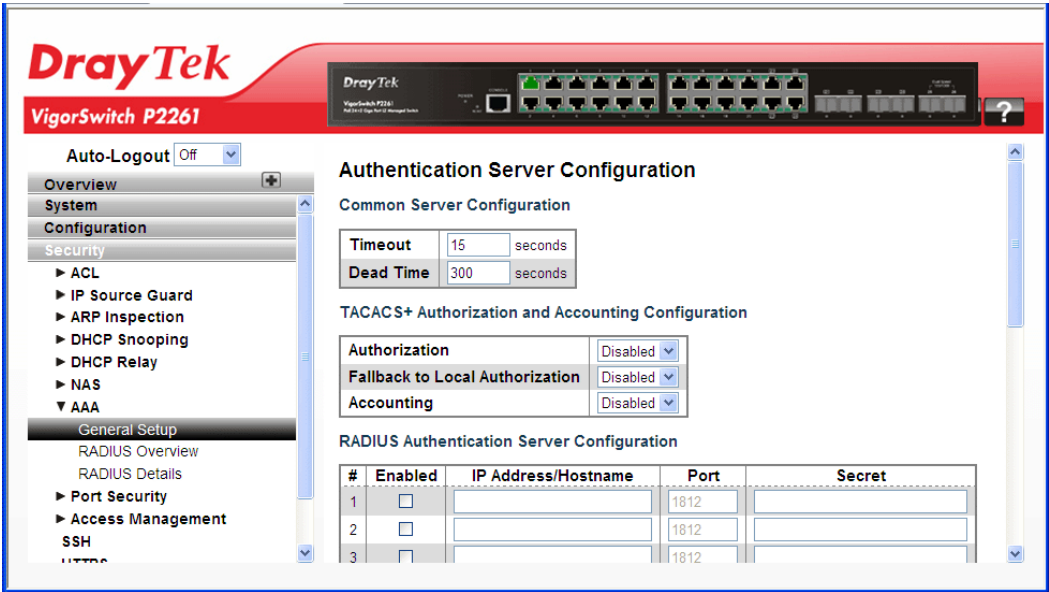 DrayTek
VigorSwitch P2261
DrayTek
VigorSwitch P2261
Auto-Logout Off
Overview
System
Configuration
Security
ACL
IP Source Guard
ARP Inspection
DHCP Snooping
DHCP Relay
NAS
AAA
General Setup
RADIUS Overview
RADIUS Details
Port Security
Access Management
SSH
HTTPS
?
Authentication Server Configuration
Common Server Configuration
Timeout 15 seconds
Dead Time 300 seconds
TACACS+ Authorization and Accounting Configuration
Authorization Disabled
Fallback to Local Authorization Disabled
Accounting Disabled
RADIUS Authentication Server Configuration
# Enabled IP Address/Hostname Port Secret
1 1812
2 1812
3 1812